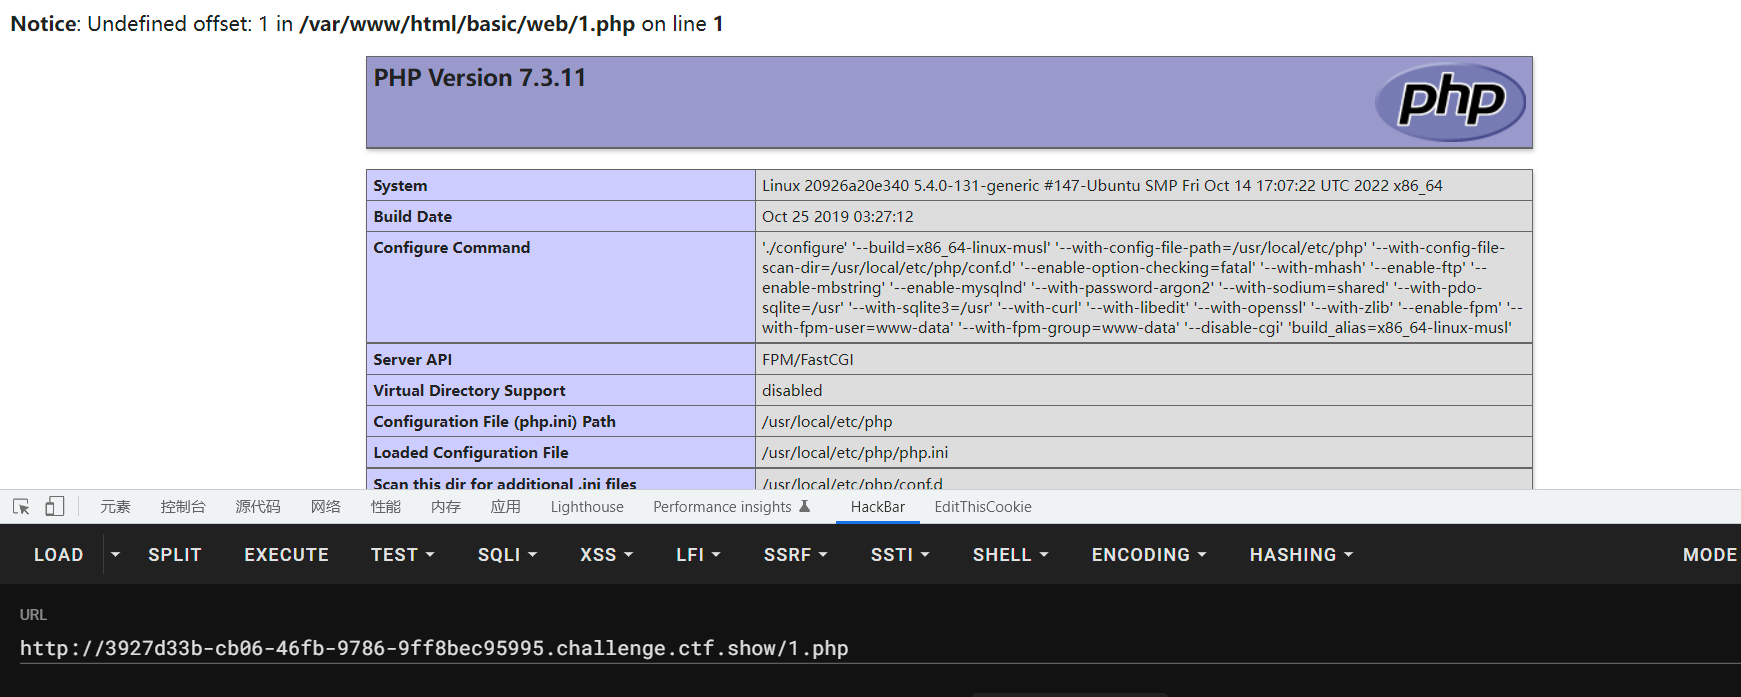 Notice: Undefined offset: 1 in /var/www/html/basic/web/1.php on line 1
PHP Version 7.3.11
php
System Linux 20926a20e340 5.4.0-131-generic #147-Ubuntu SMP Fri Oct 14 17:07:22 UTC 2022 x86_64
Build Date Oct 25 2019 03:27:12
Configure Command './configure' '--build=x86_64-linux-musl' '--with-config-file-path=/usr/local/etc/php' '--with-config-file-
scan-dir=/usr/local/etc/php/conf.d' '--enable-option-checking=fatal' '--with-mhash' '--enable-ftp' '--
enable-mbstring' '--enable-mysqlnd' '--with-password-argon2' '--with-sodium=shared' '--with-pdo-
sqlite=/usr' '--with-sqlite3=/usr' '--with-curl' '--with-libedit' '--with-openssl' '--with-zlib' '--enable-fpm' '--
with-fpm-user=www-data' '--with-fpm-group=www-data' '--disable-cgi' 'build_alias=x86_64-linux-musl'
Server API FPM/FastCGI
Virtual Directory Support disabled
Configuration File (php.ini) Path /usr/local/etc/php
Loaded Configuration File /usr/local/etc/php/php.ini
Scan this dir for additional .ini files /usr/local/etc/php/conf.d
元素 控制台 源代码 网络 性能 内存 应用 Lighthouse Performance insights HackBar EditThisCookie
LOAD SPLIT EXECUTE TEST SQLI XSS LFI SSRF SSTI SHELL ENCODING HASHING MODE
URL
http://3927d33b-cb06-46fb-9786-9ff8bec95995.challenge.ctf.show/1.php